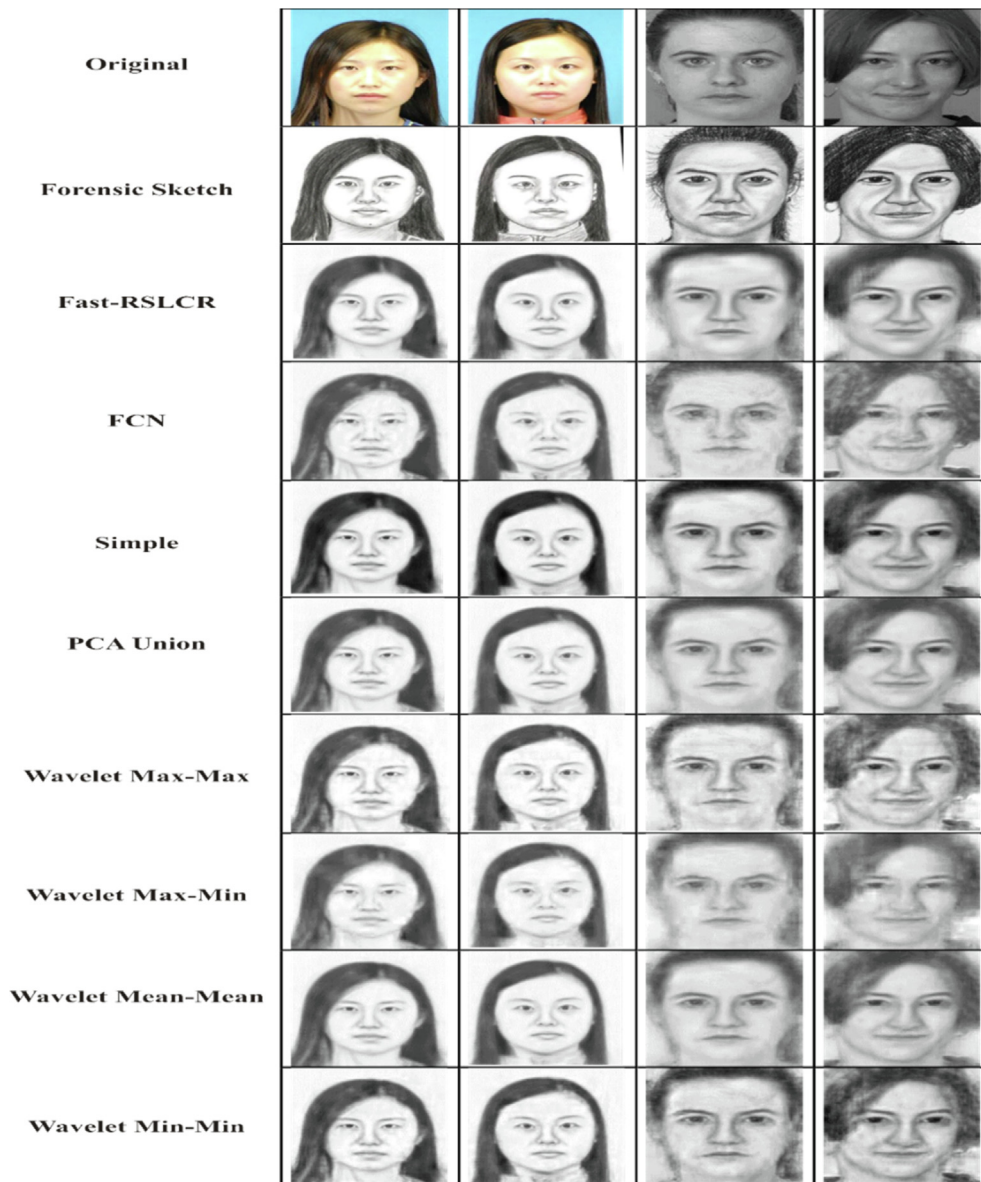 Original
Forensic Sketch
Fast-RSLCR
FCN
Simple
PCA Union
Wavelet Max-Max
Wavelet Max-Min
Wavelet Mean-Mean
Wavelet Min-Min